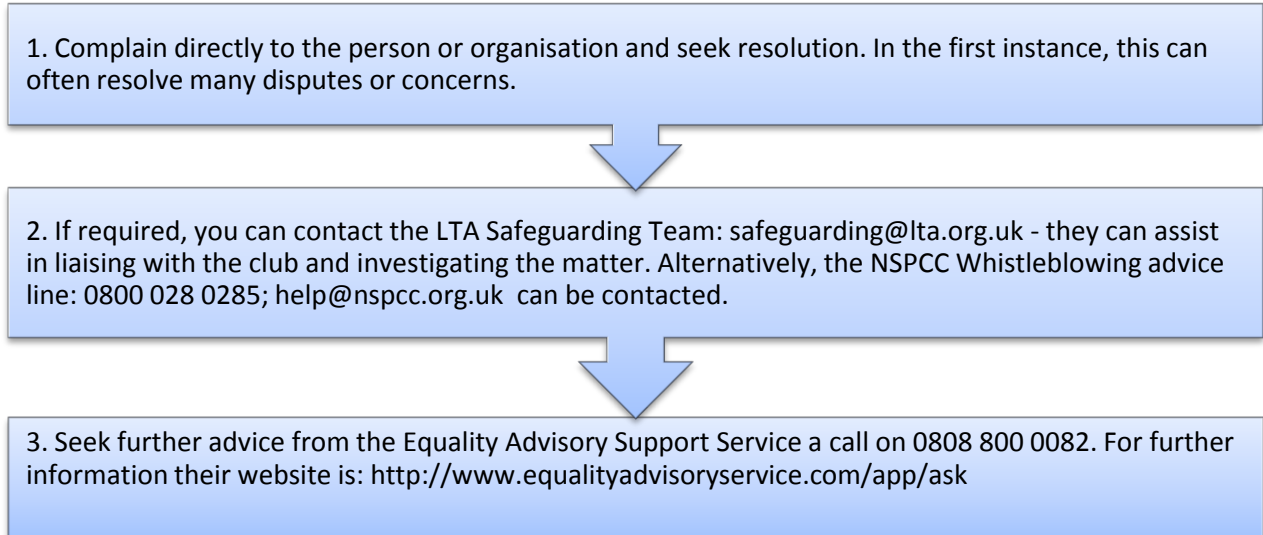 1. Complain directly to the person or organisation and seek resolution. In the first instance, this can
often resolve many disputes or concerns.
2. If required, you can contact the LTA Safeguarding Team: safeguarding@lta.org.uk - they can assist
in liaising with the club and investigating the matter. Alternatively, the NSPCC Whistleblowing advice
line: 0800 028 0285; help@nspcc.org.uk  can be contacted.
3. Seek further advice from the Equality Advisory Support Service a call on 0808 800 0082. For further
information their website is: http://www.equalityadvisoryservice.com/app/ask